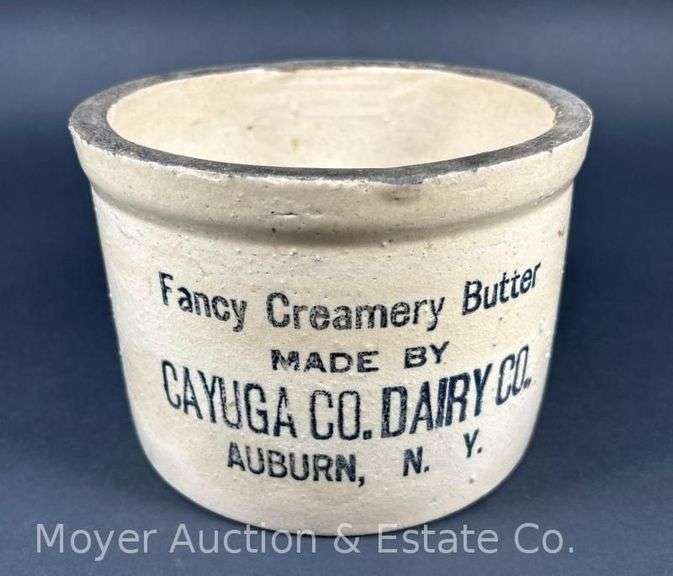 Fancy Creamery Butter
MADE BY
CAYUGA CO. DAIRY CO.
AUBURN, N. Y.
Moyer Auction & Estate Co.